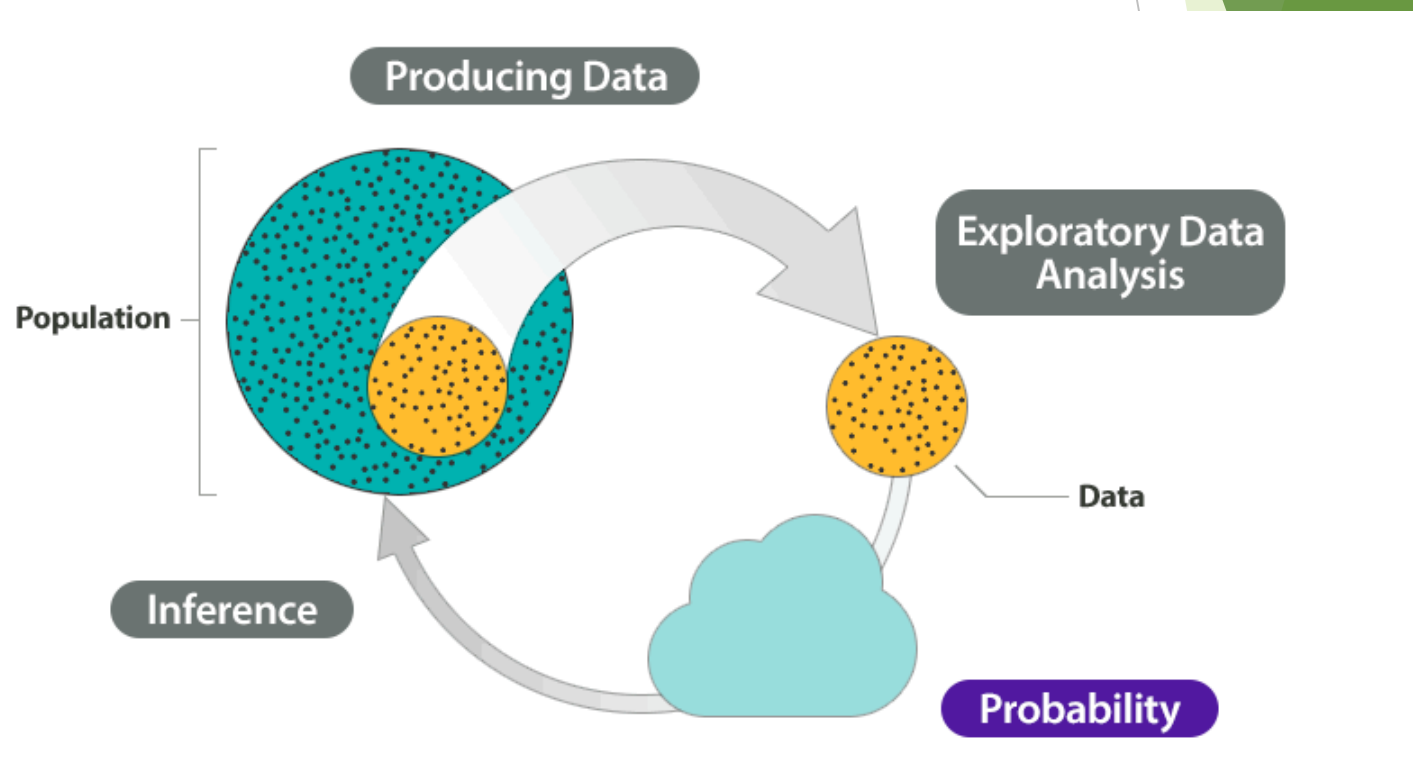 Producing Data
Exploratory Data
Analysis
Population
Data
Inference
Probability